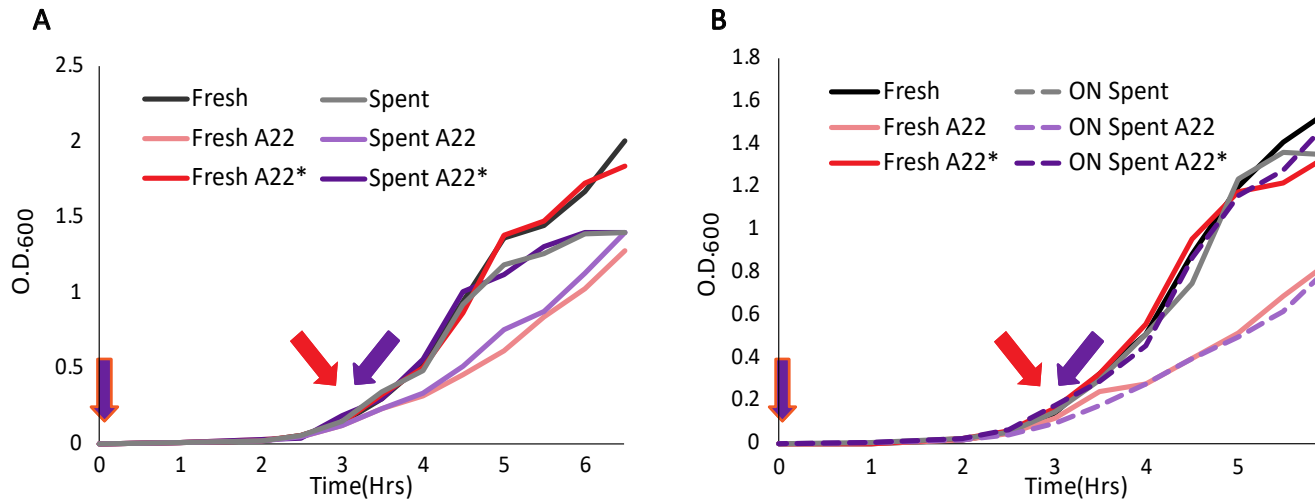 A
2.5
2
1.5
1
0.5
0
O.D.600
Fresh
Spent
Fresh A22
Spent A22
Fresh A22*
Spent A22*
0 1 2 3 4 5 6
Time(Hrs)
B
1.8
1.6
1.4
1.2
1
0.8
0.6
0.4
0.2
0
O.D.600
Fresh
ON Spent
Fresh A22
ON Spent A22
Fresh A22*
ON Spent A22*
0 1 2 3 4 5
Time(Hrs)